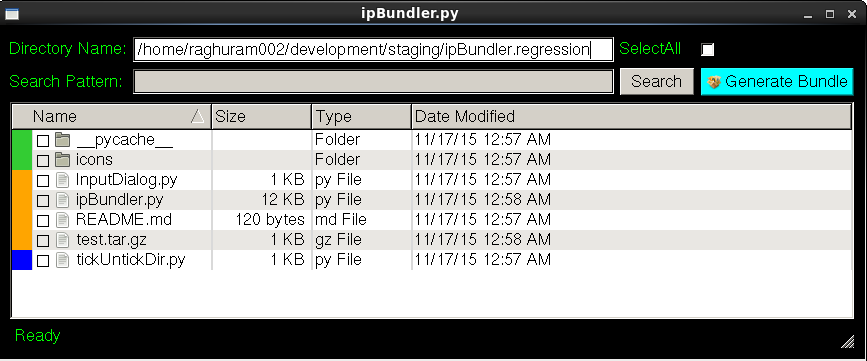 ipBundler.py
Directory Name: /home/raghuram002/development/staging/ipBundler.regression SelectAll
Search Pattern: Search Generate Bundle
Name Size Type Date Modified
__pycache__ Folder 11/17/15 12:57 AM
icons Folder 11/17/15 12:57 AM
InputDialog.py 1 KB py File 11/17/15 12:57 AM
ipBundler.py 12 KB py File 11/17/15 12:58 AM
README.md 120 bytes md File 11/17/15 12:57 AM
test.tar.gz 1 KB gz File 11/17/15 12:58 AM
tickUntickDir.py 1 KB py File 11/17/15 12:57 AM
Ready